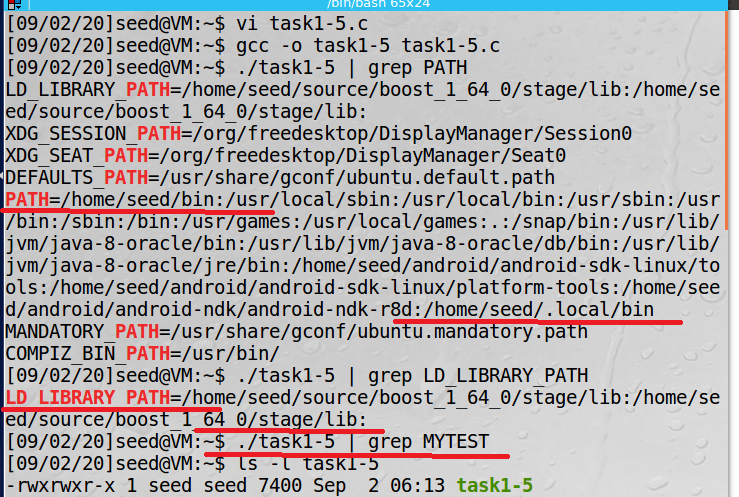 /bin/bash 65x24
[09/02/20]seed@VM:~$ vi task1-5.c
[09/02/20]seed@VM:~$ gcc -o task1-5 task1-5.c
[09/02/20]seed@VM:~$ ./task1-5 | grep PATH
LD_LIBRARY_PATH=/home/seed/source/boost_1_64_0/stage/lib:/home/se
ed/source/boost_1_64_0/stage/lib:
XDG_SESSION_PATH=/org/freedesktop/DisplayManager/Session0
XDG_SEAT_PATH=/org/freedesktop/DisplayManager/Seat0
DEFAULTS_PATH=/usr/share/gconf/ubuntu.default.path
PATH=/home/seed/bin:/usr/local/sbin:/usr/local/bin:/usr/sbin:/usr
/bin:/sbin:/bin:/usr/games:/usr/local/games:.:/snap/bin:/usr/lib/
jvm/java-8-oracle/bin:/usr/lib/jvm/java-8-oracle/db/bin:/usr/lib/
jvm/java-8-oracle/jre/bin:/home/seed/android/android-sdk-linux/to
ols:/home/seed/android/android-sdk-linux/platform-tools:/home/see
d/android/android-ndk/android-ndk-r8d:/home/seed/.local/bin
MANDATORY_PATH=/usr/share/gconf/ubuntu.mandatory.path
COMPIZ_BIN_PATH=/usr/bin/
[09/02/20]seed@VM:~$ ./task1-5 | grep LD_LIBRARY_PATH
LD_LIBRARY_PATH=/home/seed/source/boost_1_64_0/stage/lib:/home/se
ed/source/boost_1_64_0/stage/lib:
[09/02/20]seed@VM:~$ ./task1-5 | grep MYTEST
[09/02/20]seed@VM:~$ ls -l task1-5
-rwxrwxr-x 1 seed seed 7400 Sep  2 06:13 task1-5